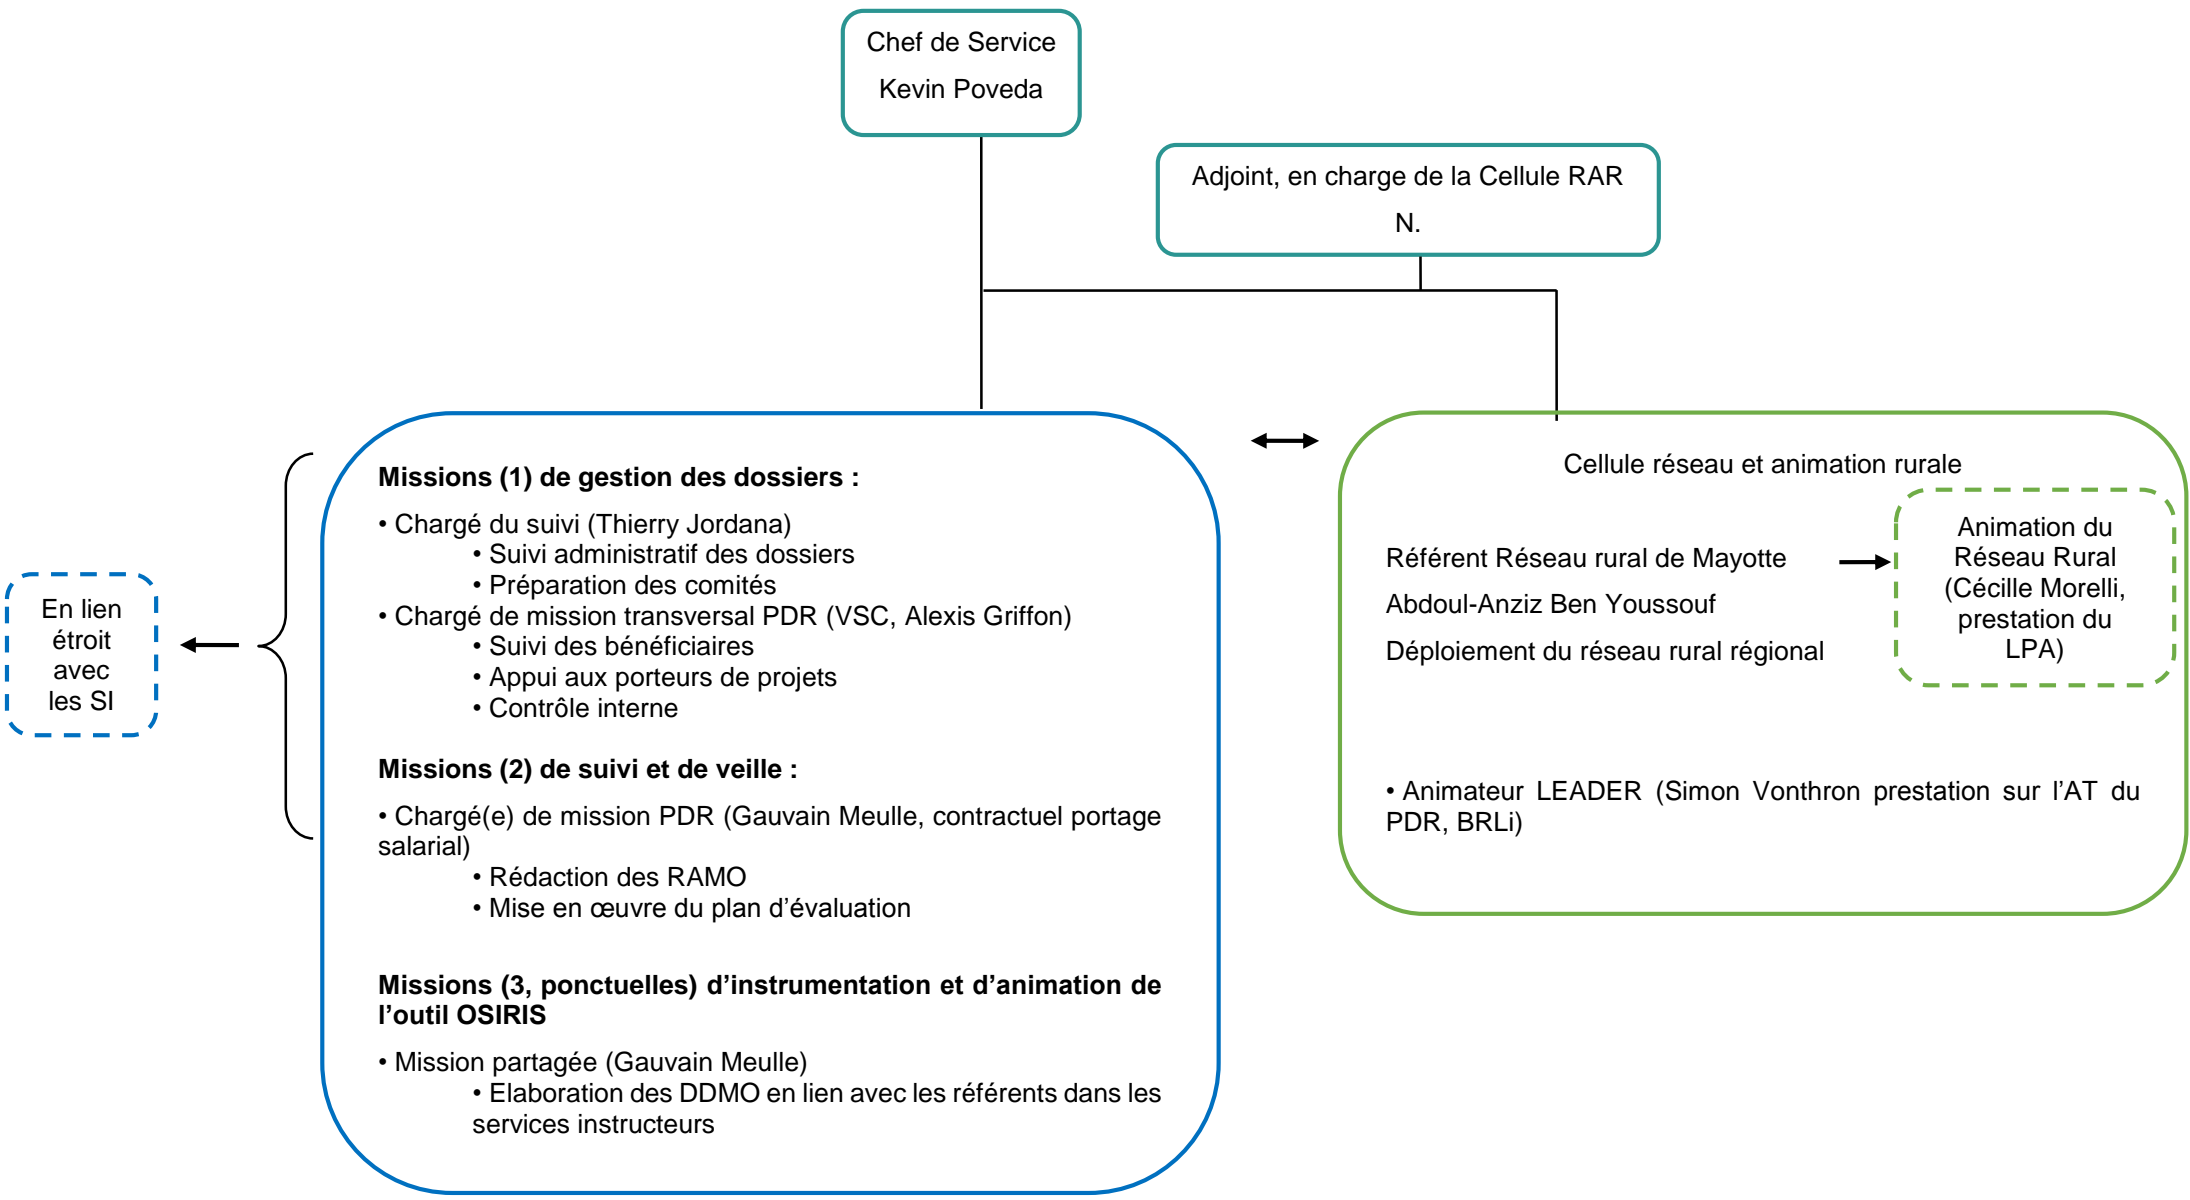 Chef de Service
Kevin Poveda
Adjoint, en charge de la Cellule RAR
N.
En lien
étroit
avec
les SI
Missions (1) de gestion des dossiers :
• Chargé du suivi (Thierry Jordana)
• Suivi administratif des dossiers
• Préparation des comités
• Chargé de mission transversal PDR (VSC, Alexis Griffon)
• Suivi des bénéficiaires
• Appui aux porteurs de projets
• Contrôle interne
Missions (2) de suivi et de veille :
• Chargé(e) de mission PDR (Gauvain Meulle, contractuel portage
salarial)
• Rédaction des RAMO
• Mise en œuvre du plan d’évaluation
Missions (3, ponctuelles) d’instrumentation et d’animation de
l’outil OSIRIS
• Mission partagée (Gauvain Meulle)
• Elaboration des DDMO en lien avec les référents dans les
services instructeurs
Cellule réseau et animation rurale
Référent Réseau rural de Mayotte
Abdoul-Anziz Ben Youssouf
Déploiement du réseau rural régional
Animation du
Réseau Rural
(Cécille Morelli,
prestation du
LPA)
• Animateur LEADER (Simon Vonthron prestation sur l’AT du
PDR, BRLi)